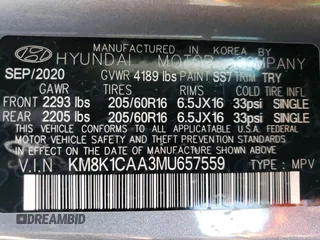 MANUFACTURED IN KOREA BY
HYUNDAI MOTOR COMPANY
SEP/2020 GVWR 4189 lbs PAINT SS7 TRIM TRY
GAWR TIRES RIMS COLD TIRE INF.
FRONT 2293 lbs 205/60R16 6.5JX16 33psi SINGLE
REAR 2205 lbs 205/60R16 6.5JX16 33psi SINGLE
THIS VEHICLE CONFORMS TO ALL APPLICABLE U.S.
FEDERAL MOTOR VEHICLE SAFETY, BUMPER, AND
THEFT PREVENTION STANDARDS IN EFFECT ON THE
DATE OF MANUFACTURE SHOWN ABOVE.
V.I.N KM8K1CAA3MU657559 TYPE : MPV
DREAMBID